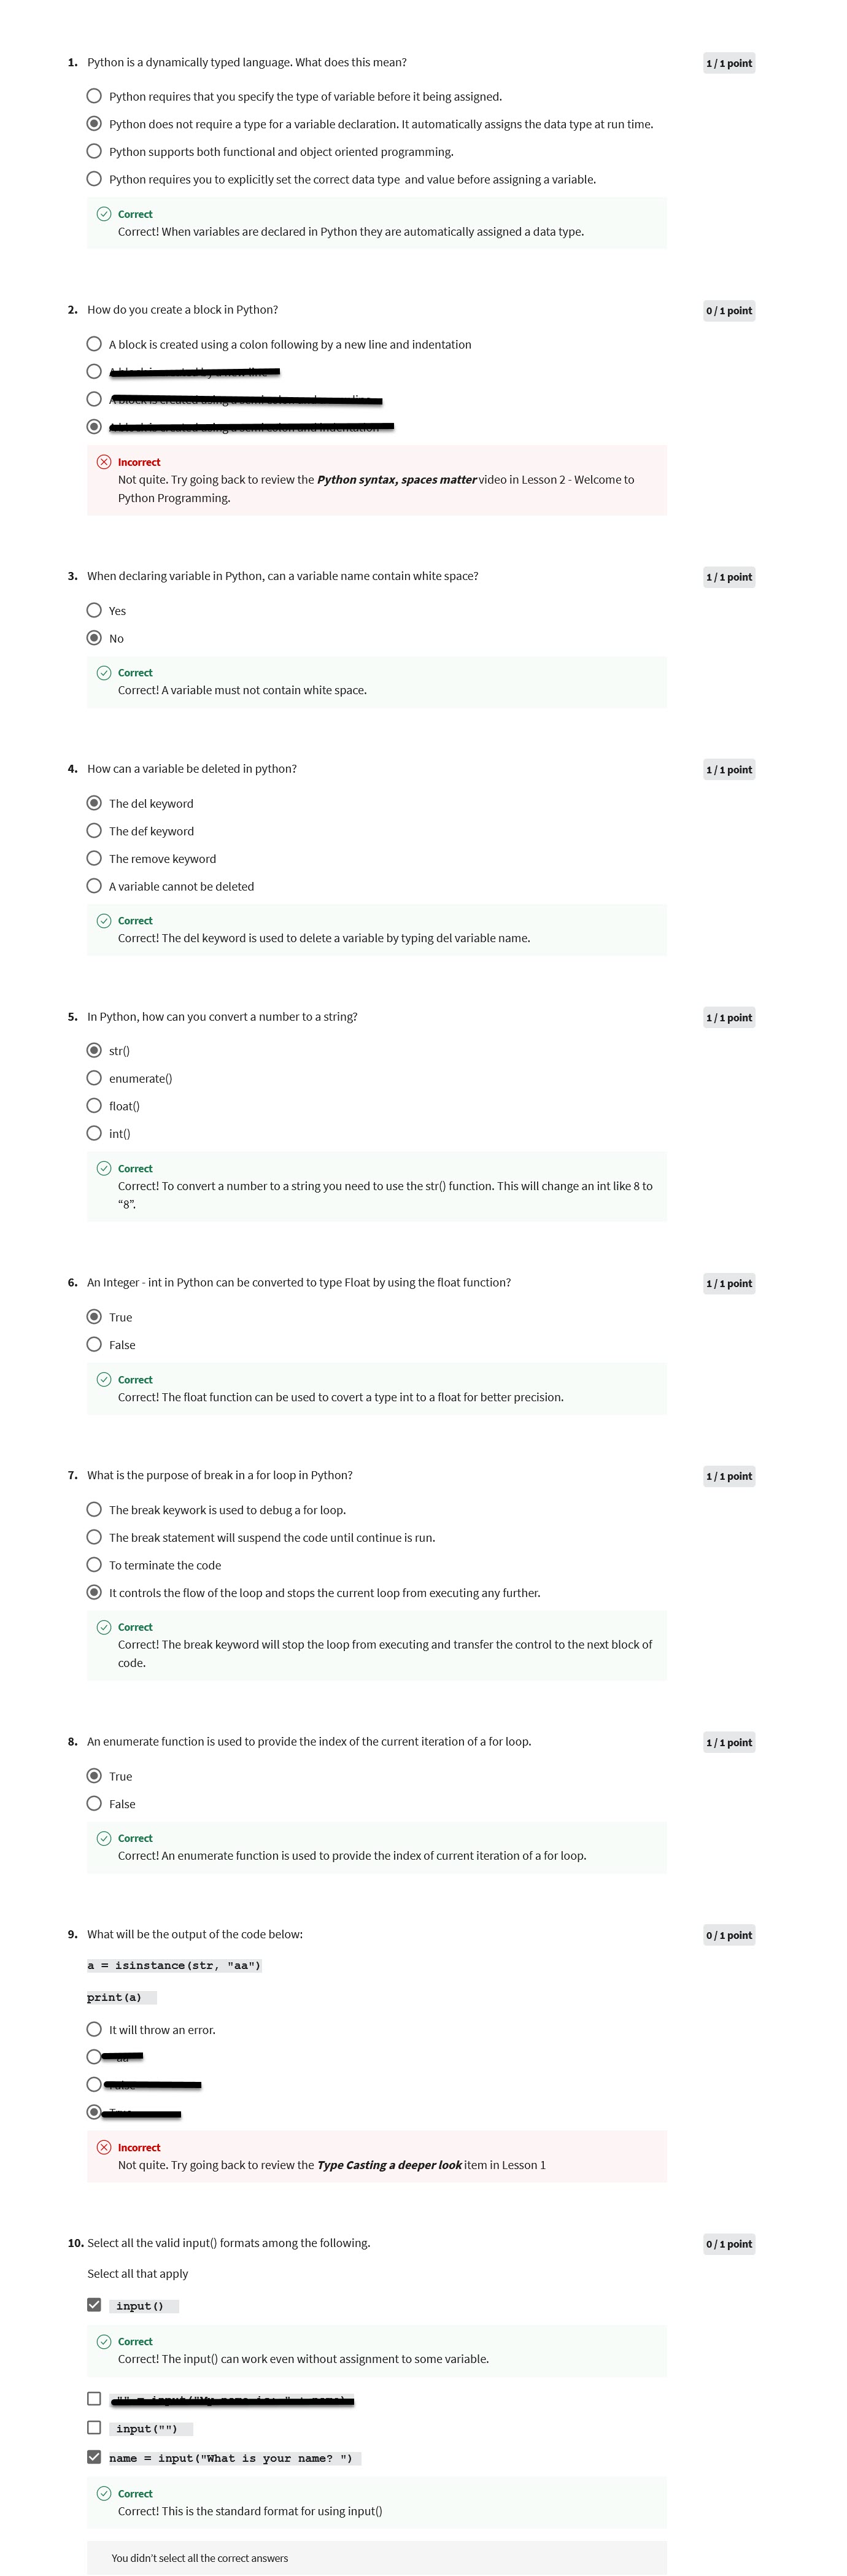 1. Python is a dynamically typed language. What does this mean?
1 / 1 point
Python requires that you specify the type of variable before it being assigned.
Python does not require a type for a variable declaration. It automatically assigns the data type at run time.
Python supports both functional and object oriented programming.
Python requires you to explicitly set the correct data type  and value before assigning a variable.
Correct
Correct! When variables are declared in Python they are automatically assigned a data type.
2. How do you create a block in Python?
0 / 1 point
A block is created using a colon following by a new line and indentation
Incorrect
Not quite. Try going back to review the Python syntax, spaces matter video in Lesson 2 - Welcome to
Python Programming.
3. When declaring variable in Python, can a variable name contain white space?
1 / 1 point
Yes
No
Correct
Correct! A variable must not contain white space.
4. How can a variable be deleted in python?
1 / 1 point
The del keyword
The def keyword
The remove keyword
A variable cannot be deleted
Correct
Correct! The del keyword is used to delete a variable by typing del variable name.
5. In Python, how can you convert a number to a string?
1 / 1 point
str()
enumerate()
float()
int()
Correct
Correct! To convert a number to a string you need to use the str() function. This will change an int like 8 to
“8”.
6. An Integer - int in Python can be converted to type Float by using the float function?
1 / 1 point
True
False
Correct
Correct! The float function can be used to covert a type int to a float for better precision.
7. What is the purpose of break in a for loop in Python?
1 / 1 point
The break keywork is used to debug a for loop.
The break statement will suspend the code until continue is run.
To terminate the code
It controls the flow of the loop and stops the current loop from executing any further.
Correct
Correct! The break keyword will stop the loop from executing and transfer the control to the next block of
code.
8. An enumerate function is used to provide the index of the current iteration of a for loop.
1 / 1 point
True
False
Correct
Correct! An enumerate function is used to provide the index of current iteration of a for loop.
9. What will be the output of the code below:
0 / 1 point
a = isinstance(str, "aa")
print(a)
It will throw an error.
Incorrect
Not quite. Try going back to review the Type Casting a deeper look item in Lesson 1
10. Select all the valid input() formats among the following.
0 / 1 point
Select all that apply
input()
Correct
Correct! The input() can work even without assignment to some variable.
input("")
name = input("What is your name? ")
Correct
Correct! This is the standard format for using input()
You didn’t select all the correct answers